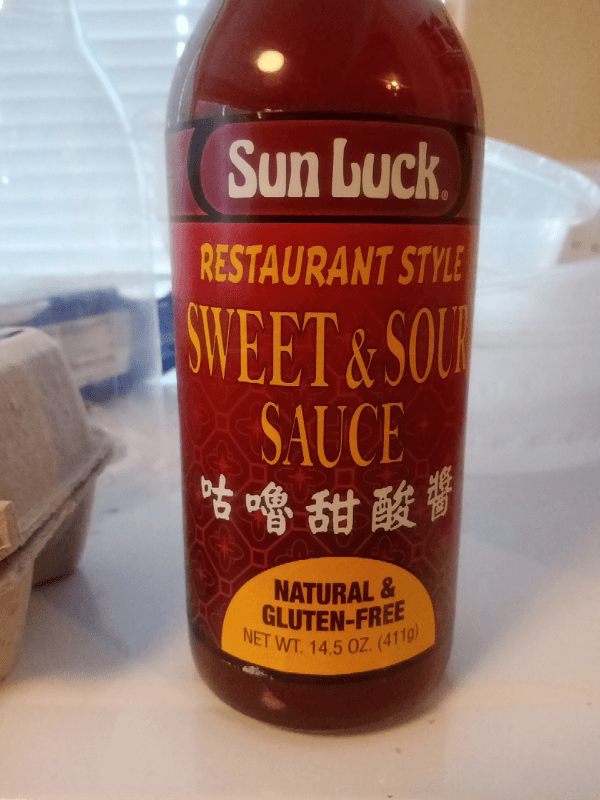 Sun Luck®
RESTAURANT STYLE
SWEET & SOUR
SAUCE
咕嚕甜酸醬
NATURAL &
GLUTEN-FREE
NET WT. 14.5 OZ. (411g)